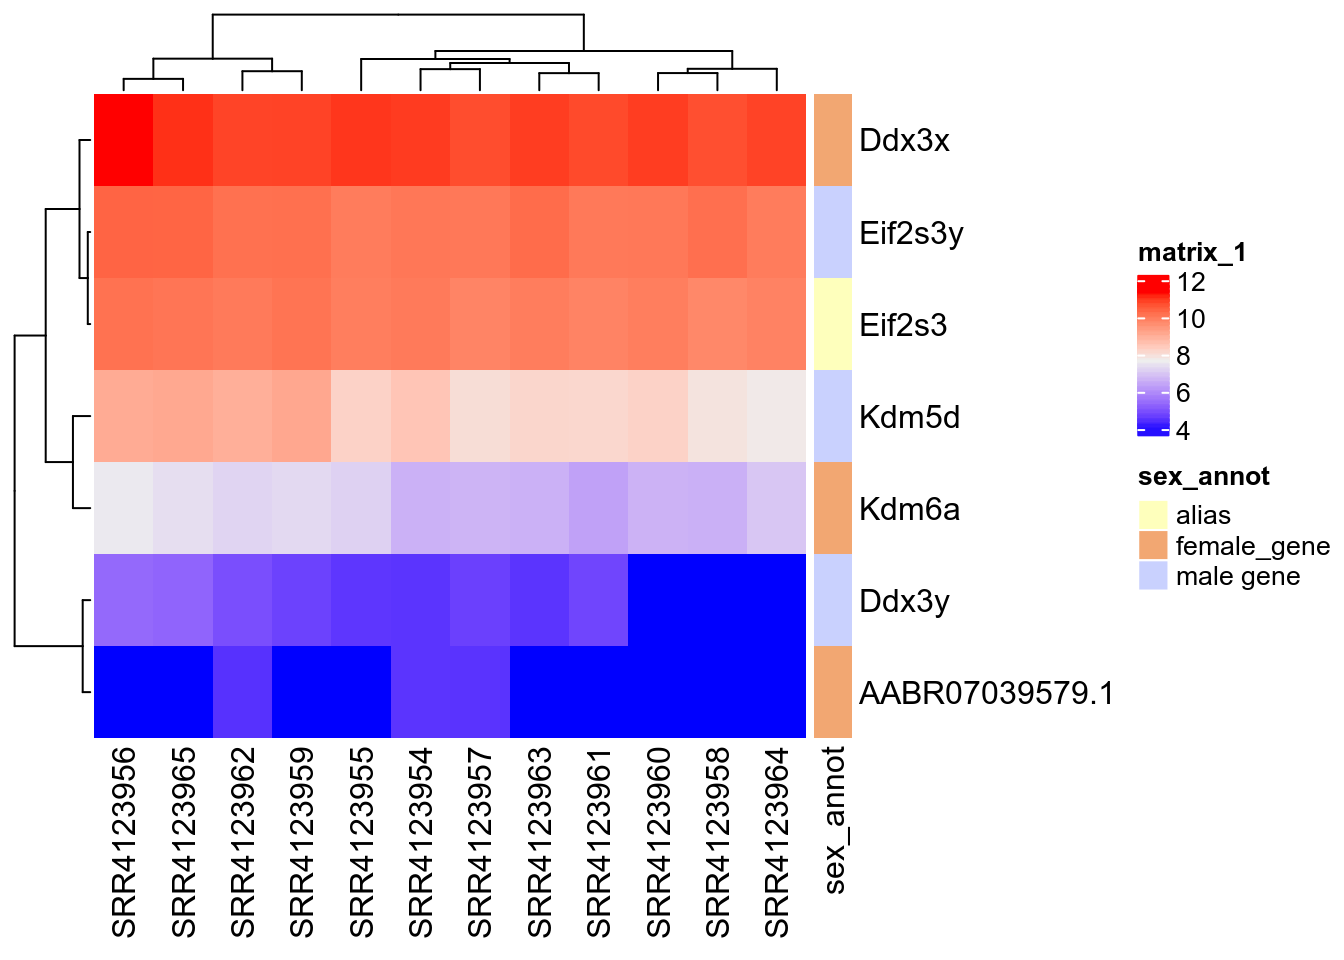 Ddx3x
Eif2s3y
Eif2s3
Kdm5d
Kdm6a
Ddx3y
AABR07039579.1
SRR4123956
SRR4123965
SRR4123962
SRR4123959
SRR4123955
SRR4123954
SRR4123957
SRR4123963
SRR4123961
SRR4123960
SRR4123958
SRR4123964
sex_annot
matrix_1
12
10
8
6
4
sex_annot
alias
female_gene
male gene